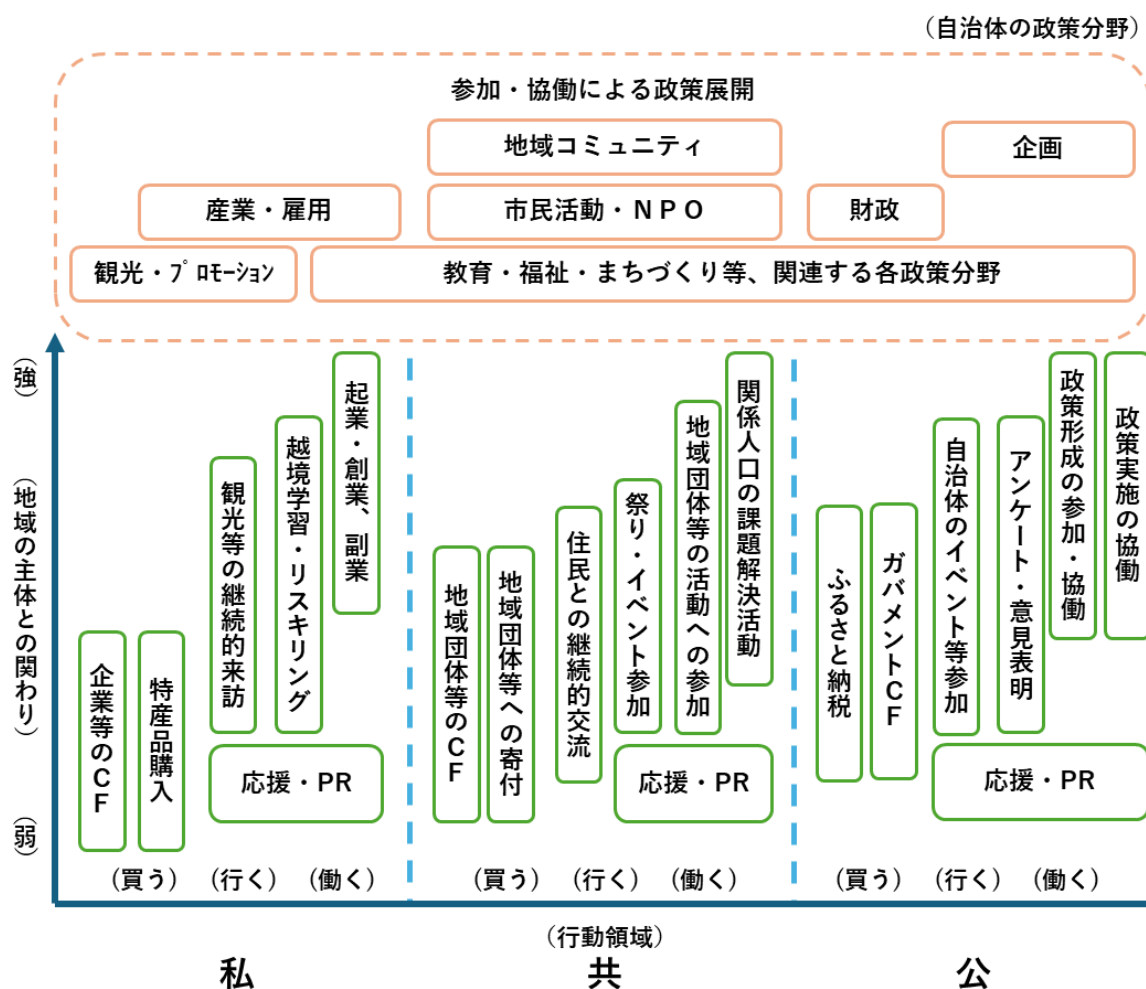 （自治体の政策分野）
参加・協働による政策展開
地域コミュニティ
企画
産業・雇用
市民活動・ＮＰＯ
財政
観光・ﾌﾟﾛﾓｰｼｮﾝ
教育・福祉・まちづくり等、関連する各政策分野
（強）
（地域の主体との関わり）
（弱）
企業等のＣＦ
特産品購入
観光等の継続的来訪
越境学習・リスキリング
起業・創業、副業
応援・PR
地域団体等のＣＦ
地域団体等への寄付
住民との継続的交流
祭り・イベント参加
地域団体等の活動への参加
関係人口の課題解決活動
応援・PR
ふるさと納税
ガバメントＣＦ
自治体のイベント等参加
アンケート・意見表明
政策形成の参加・協働
政策実施の協働
応援・PR
（買う）　（行く）　（働く）
（買う）　（行く）　（働く）
（買う）　（行く）　（働く）
（行動領域）
私
共
公